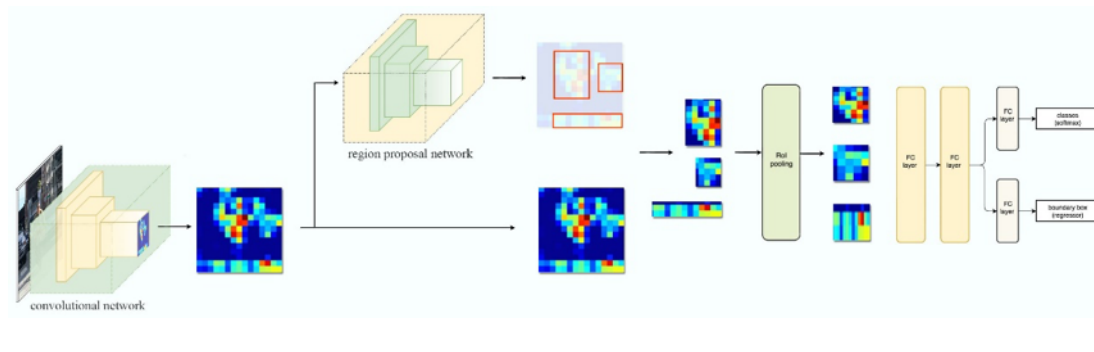 region proposal network
convolutional network
RoI
pooling
FC
layer
FC
layer
FC
layer
classes
(softmax)
FC
layer
boundary box
(regressor)